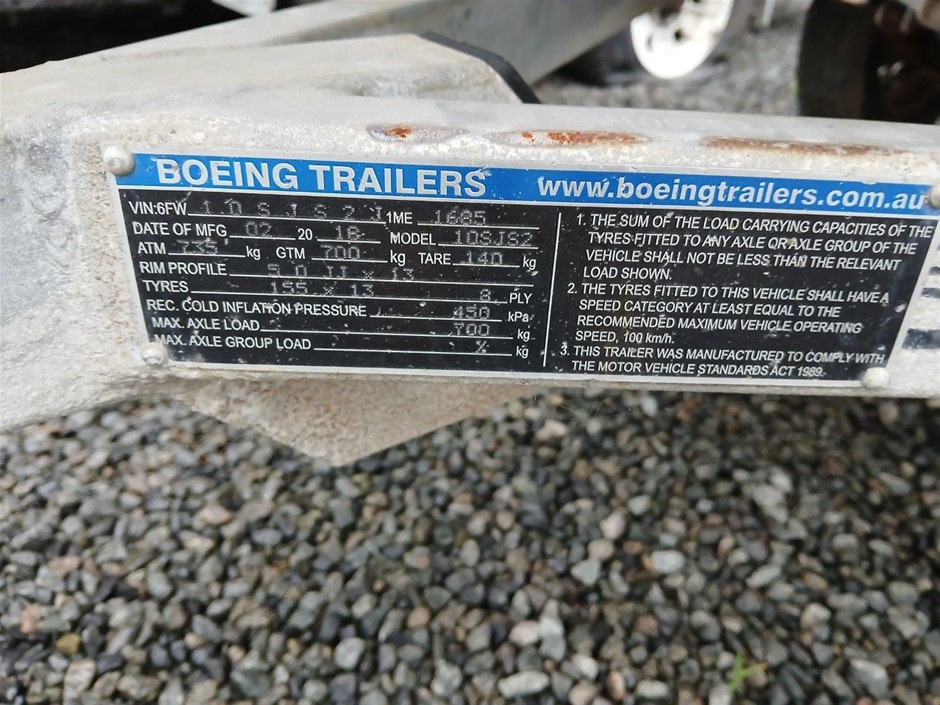 BOEING TRAILERS www.boeingtrailers.com.au
VIN:6FW 10SJS2J 1ME 1685
DATE OF MFG 02 20 18 MODEL 10SJS2
ATM 735 kg GTM 700 kg TARE 140 kg
RIM PROFILE 5.0 JJ x 13
TYRES 155 x 13 8 PLY
REC. COLD INFLATION PRESSURE 450 kPa
MAX. AXLE LOAD 700 kg
MAX. AXLE GROUP LOAD X kg
1. THE SUM OF THE LOAD CARRYING CAPACITIES OF THE
TYRES FITTED TO ANY AXLE OR AXLE GROUP OF THE
VEHICLE SHALL NOT BE LESS THAN THE RELEVANT
LOAD SHOWN.
2. THE TYRES FITTED TO THIS VEHICLE SHALL HAVE A
SPEED CATEGORY AT LEAST EQUAL TO THE
RECOMMENDED MAXIMUM VEHICLE OPERATING
SPEED, 100 km/h.
3. THIS TRAILER WAS MANUFACTURED TO COMPLY WITH
THE MOTOR VEHICLE STANDARDS ACT 1989.